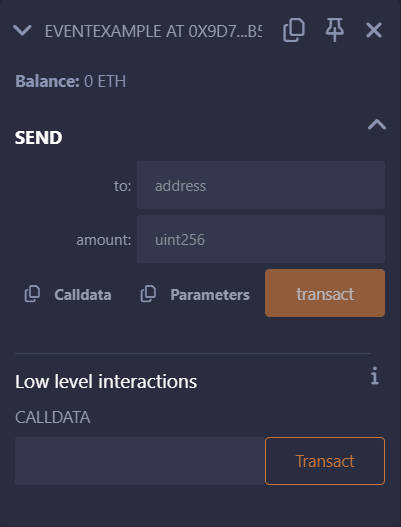 EVENTEXAMPLE AT 0X9D7...B5
Balance: 0 ETH
SEND
to: address
amount: uint256
Calldata Parameters transact
Low level interactions i
CALLDATA
Transact